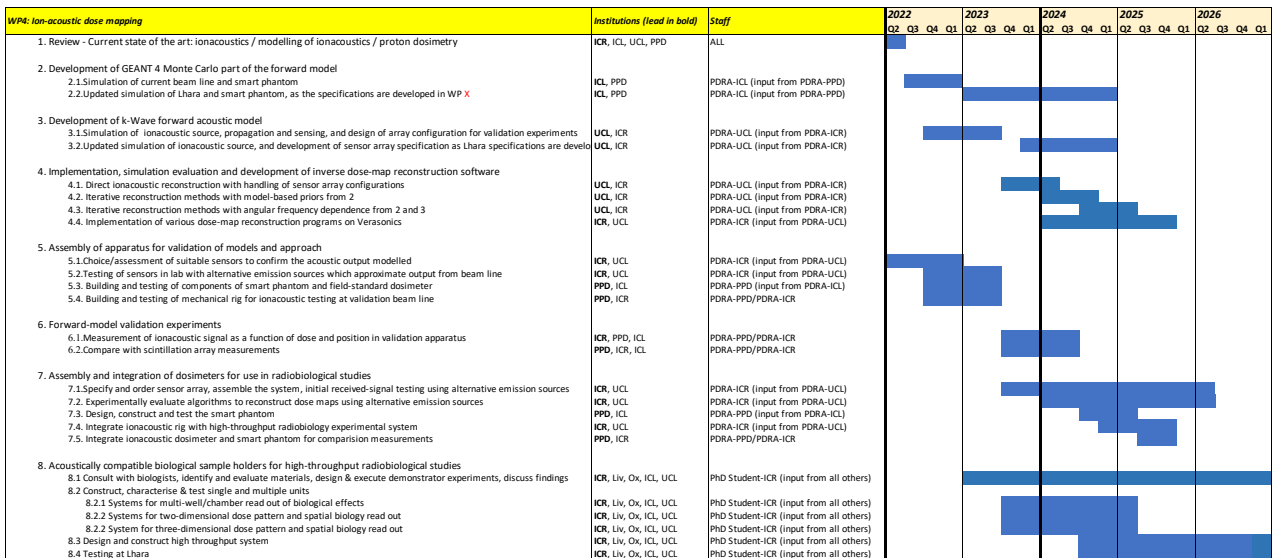 WP4: Ion-acoustic dose mapping Institutions (lead in bold) Staff 2022 2023 2024 2025 2026
Q2 Q3 Q4 Q1 Q2 Q3 Q4 Q1 Q2 Q3 Q4 Q1 Q2 Q3 Q4 Q1 Q2 Q3 Q4 Q1
1. Review - Current state of the art: ionacoustics / modelling of ionacoustics / proton dosimetry ICR, ICL, UCL, PPD ALL
2. Development of GEANT 4 Monte Carlo part of the forward model
2.1.Simulation of current beam line and smart phantom ICL, PPD PDRA-ICL (input from PDRA-PPD)
2.2.Updated simulation of Lhara and smart phantom, as the specifications are developed in WP X ICL, PPD PDRA-ICL (input from PDRA-PPD)
3. Development of k-Wave forward acoustic model
3.1.Simulation of ionacoustic source, propagation and sensing, and design of array configuration for validation experiments UCL, ICR PDRA-UCL (input from PDRA-ICR)
3.2.Updated simulation of ionacoustic source, and development of sensor array specification as Lhara specifications are develo UCL, ICR PDRA-UCL (input from PDRA-ICR)
4. Implementation, simulation evaluation and development of inverse dose-map reconstruction software
4.1. Direct ionacoustic reconstruction with handling of sensor array configurations UCL, ICR PDRA-UCL (input from PDRA-ICR)
4.2. Iterative reconstruction methods with model-based priors from 2 UCL, ICR PDRA-UCL (input from PDRA-ICR)
4.3. Iterative reconstruction methods with angular frequency dependence from 2 and 3 UCL, ICR PDRA-UCL (input from PDRA-ICR)
4.4. Implementation of various dose-map reconstruction programs on Verasonics ICR, UCL PDRA-ICR (input from PDRA-UCL)
5. Assembly of apparatus for validation of models and approach
5.1.Choice/assessment of suitable sensors to confirm the acoustic output modelled ICR, UCL PDRA-ICR (input from PDRA-UCL)
5.2.Testing of sensors in lab with alternative emission sources which approximate output from beam line ICR, UCL PDRA-ICR (input from PDRA-UCL)
5.3. Building and testing of components of smart phantom and field-standard dosimeter PPD, ICL PDRA-PPD (input from PDRA-ICL)
5.4. Building and testing of mechanical rig for ionacoustic testing at validation beam line PPD, ICR PDRA-PPD/PDRA-ICR
6. Forward-model validation experiments
6.1.Measurement of ionacoustic signal as a function of dose and position in validation apparatus ICR, PPD, ICL PDRA-PPD/PDRA-ICR
6.2.Compare with scintillation array measurements PPD, ICR, ICL PDRA-PPD/PDRA-ICR
7. Assembly and integration of dosimeters for use in radiobiological studies
7.1.Specify and order sensor array, assemble the system, initial received-signal testing using alternative emission sources ICR, UCL PDRA-ICR (input from PDRA-UCL)
7.2. Experimentally evaluate algorithms to reconstruct dose maps using alternative emission sources ICR, UCL PDRA-ICR (input from PDRA-UCL)
7.3. Design, construct and test the smart phantom PPD, ICL PDRA-PPD (input from PDRA-ICL)
7.4. Integrate ionacoustic rig with high-throughput radiobiology experimental system ICR, UCL PDRA-ICR (input from PDRA-UCL)
7.5. Integrate ionacoustic dosimeter and smart phantom for comparision measurements PPD, ICR PDRA-PPD/PDRA-ICR
8. Acoustically compatible biological sample holders for high-throughput radiobiological studies
8.1 Consult with biologists, identify and evaluate materials, design & execute demonstrator experiments, discuss findings ICR, Liv, Ox, ICL, UCL PhD Student-ICR (input from all others)
8.2 Construct, characterise & test single and multiple units
8.2.1 Systems for multi-well/chamber read out of biological effects ICR, Liv, Ox, ICL, UCL PhD Student-ICR (input from all others)
8.2.2 Systems for two-dimensional dose pattern and spatial biology read out ICR, Liv, Ox, ICL, UCL PhD Student-ICR (input from all others)
8.2.2 System for three-dimensional dose pattern and spatial biology read out ICR, Liv, Ox, ICL, UCL PhD Student-ICR (input from all others)
8.3 Design and construct high throughput system ICR, Liv, Ox, ICL, UCL PhD Student-ICR (input from all others)
8.4 Testing at Lhara ICR, Liv, Ox, ICL, UCL PhD Student-ICR (input from all others)